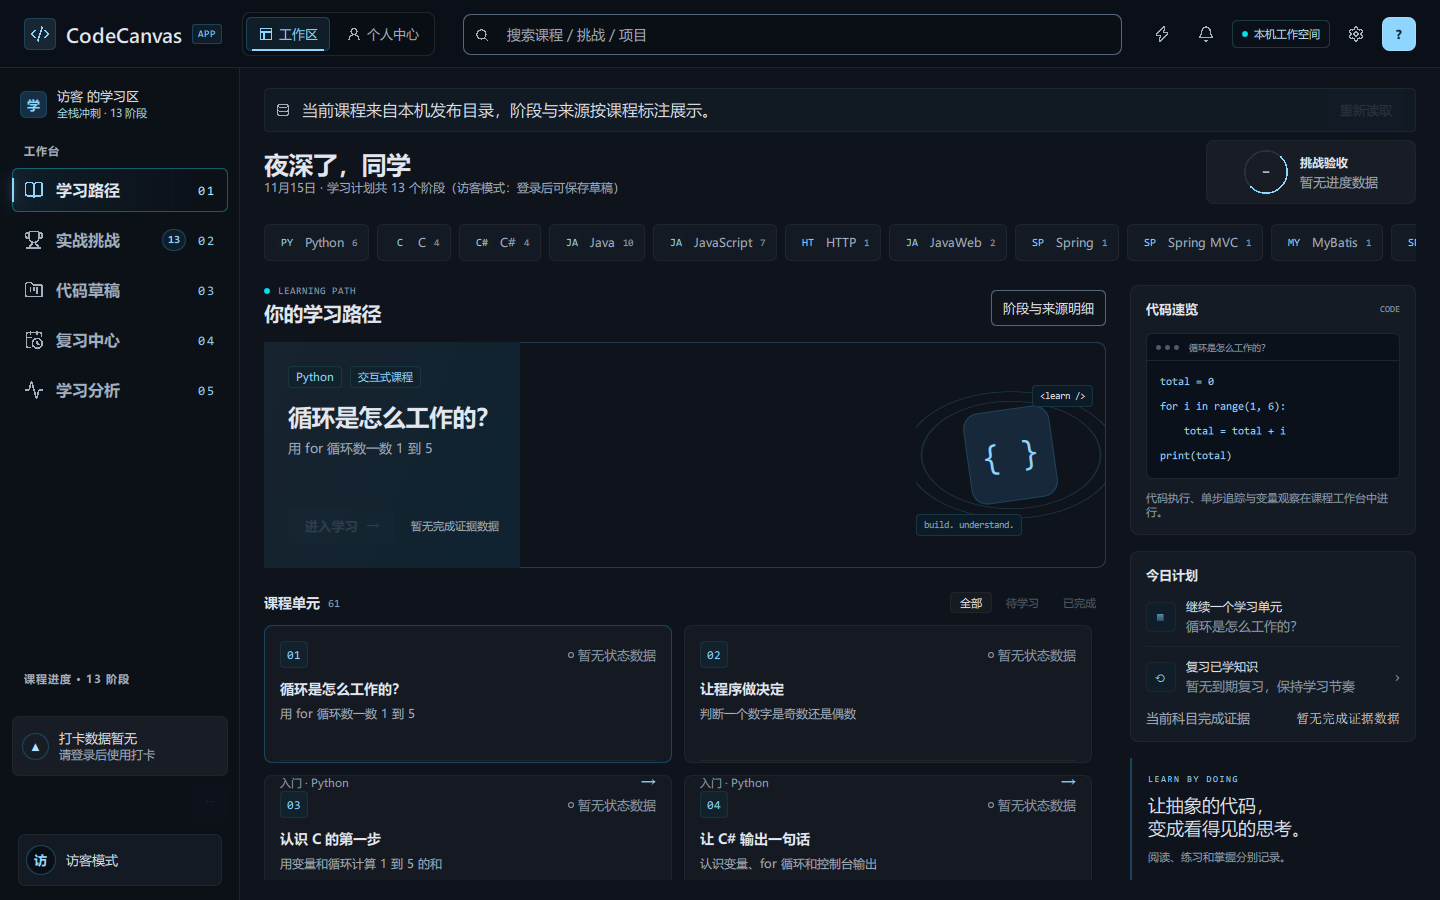 CodeCanvas APP
工作区
个人中心
搜索课程 / 挑战 / 项目
本机工作空间
?
学
访客 的学习区
全栈冲刺 · 13 阶段
工作台
学习路径 01
实战挑战 13 02
代码草稿 03
复习中心 04
学习分析 05
课程进度 • 13 阶段
打卡数据暂无
请登录后使用打卡
访
访客模式
当前课程来自本机发布目录，阶段与来源按课程标注展示。
重新读取
夜深了，同学
11月15日 · 学习计划共 13 个阶段（访客模式：登录后可保存草稿）
–
挑战验收
暂无进度数据
PY Python 6
C C 4
C# C# 4
JA Java 10
JA JavaScript 7
HT HTTP 1
JA JavaWeb 2
SP Spring 1
SP Spring MVC 1
MY MyBatis 1
LEARNING PATH
你的学习路径
阶段与来源明细
Python 交互式课程
循环是怎么工作的？
用 for 循环数一数 1 到 5
进入学习 →
暂无完成证据数据
<learn />
{ }
build. understand.
课程单元 61
全部 待学习 已完成
01 暂无状态数据
循环是怎么工作的？
用 for 循环数一数 1 到 5
入门 · Python →
02 暂无状态数据
让程序做决定
判断一个数字是奇数还是偶数
入门 · Python →
03 暂无状态数据
认识 C 的第一步
用变量和循环计算 1 到 5 的和
04 暂无状态数据
让 C# 输出一句话
认识变量、for 循环和控制台输出
代码速览 CODE
循环是怎么工作的？
total = 0
for i in range(1, 6):
    total = total + i
print(total)
代码执行、单步追踪与变量观察在课程工作台中进
行。
今日计划
继续一个学习单元
循环是怎么工作的？
复习已学知识
暂无到期复习，保持学习节奏
当前科目完成证据 暂无完成证据数据
LEARN BY DOING
让抽象的代码，
变成看得见的思考。
阅读、练习和掌握分别记录。